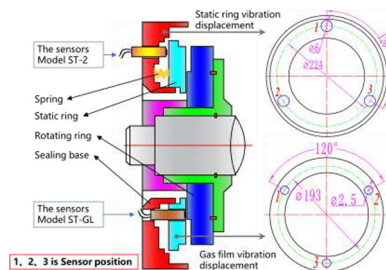 Static ring vibration
displacement
The sensors
Model ST-2
Spring
Static ring
Rotating ring
Sealing base
The sensors
Model ST-GL
Gas film vibration
displacement
1、2、3 is Sensor position
1
ø6
ø224
2
3
120°
1
2
ø193
ø2.5
3